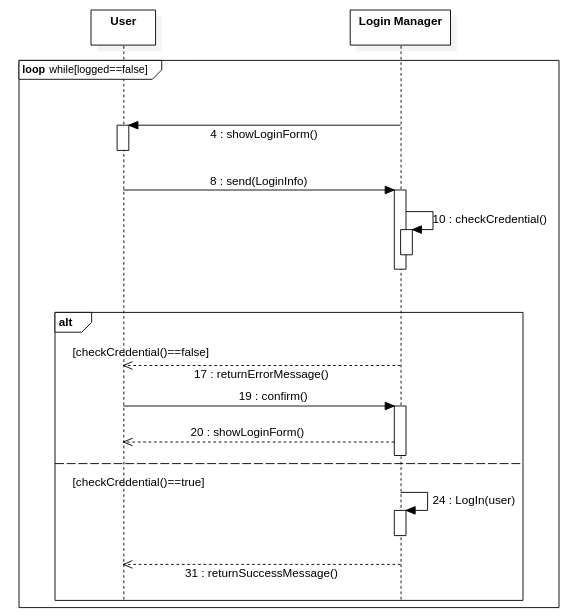 User
Login Manager
loop while[logged==false]
4 : showLoginForm()
8 : send(LoginInfo)
10 : checkCredential()
alt
[checkCredential()==false]
17 : returnErrorMessage()
19 : confirm()
20 : showLoginForm()
[checkCredential()==true]
24 : LogIn(user)
31 : returnSuccessMessage()